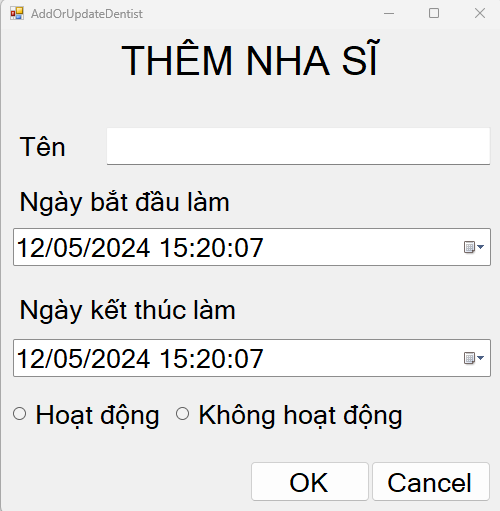 AddOrUpdateDentist
THÊM NHA SĨ
Tên
Ngày bắt đầu làm
12/05/2024 15:20:07
Ngày kết thúc làm
12/05/2024 15:20:07
Hoạt động Không hoạt động
OK Cancel